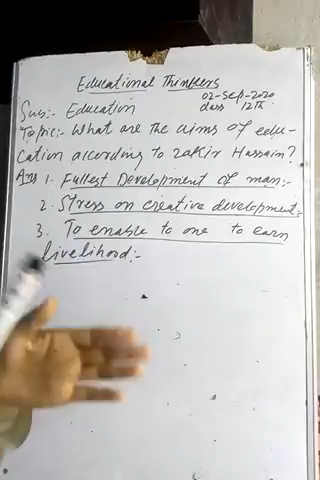 Educational Thinkers
02-Sep-2020
Sub:- Education class 12th
Topic:- What are the aims of edu-
cation according to Zakir Hussain?
Ans 1. Fullest Development of man:-
2. Stress on creative development:-
3. To enable to one to earn
livelihood:-